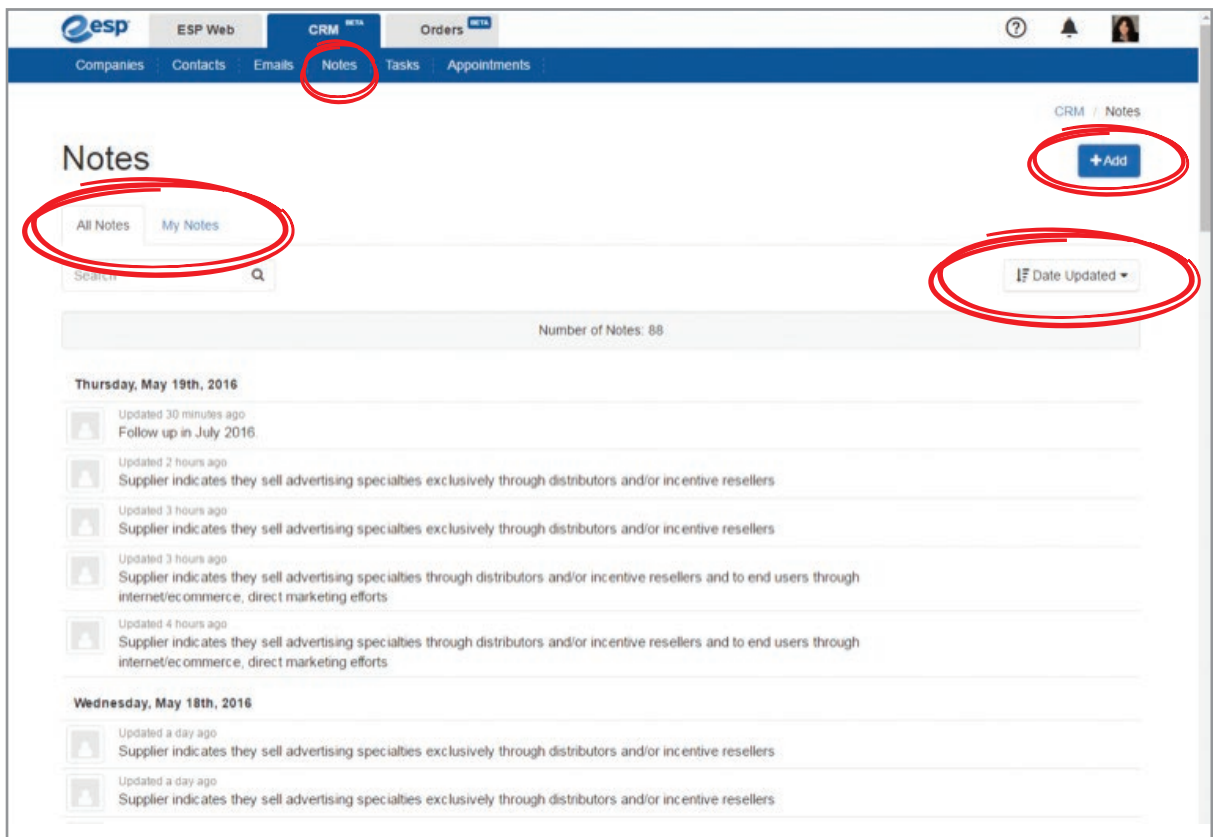 esp ESP Web CRM BETA Orders BETA
Companies Contacts Emails Notes Tasks Appointments
CRM / Notes
Notes
+Add
All Notes My Notes
Search
Date Updated
Number of Notes: 88
Thursday, May 19th, 2016
Updated 30 minutes ago
Follow up in July 2016.
Updated 2 hours ago
Supplier indicates they sell advertising specialties exclusively through distributors and/or incentive resellers
Updated 3 hours ago
Supplier indicates they sell advertising specialties exclusively through distributors and/or incentive resellers
Updated 3 hours ago
Supplier indicates they sell advertising specialties through distributors and/or incentive resellers and to end users through
internet/ecommerce, direct marketing efforts
Updated 4 hours ago
Supplier indicates they sell advertising specialties through distributors and/or incentive resellers and to end users through
internet/ecommerce, direct marketing efforts
Wednesday, May 18th, 2016
Updated a day ago
Supplier indicates they sell advertising specialties exclusively through distributors and/or incentive resellers
Updated a day ago
Supplier indicates they sell advertising specialties exclusively through distributors and/or incentive resellers